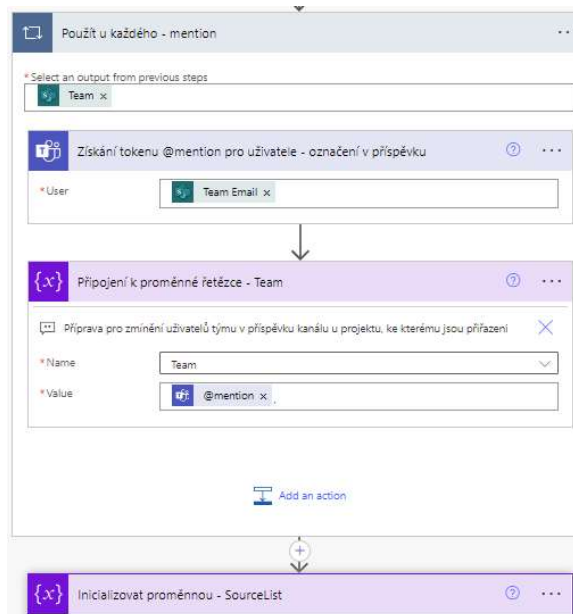 Použít u každého - mention
* Select an output from previous steps
Team ×
Získání tokenu @mention pro uživatele - označení v příspěvku
* User
Team Email ×
{x} Připojení k proměnné řetězce - Team
Příprava pro zmínění uživatelů týmu v příspěvku kanálu u projektu, ke kterému jsou přiřazeni
* Name
Team
* Value
@mention × ,
Add an action
{x} Inicializovat proměnnou - SourceList